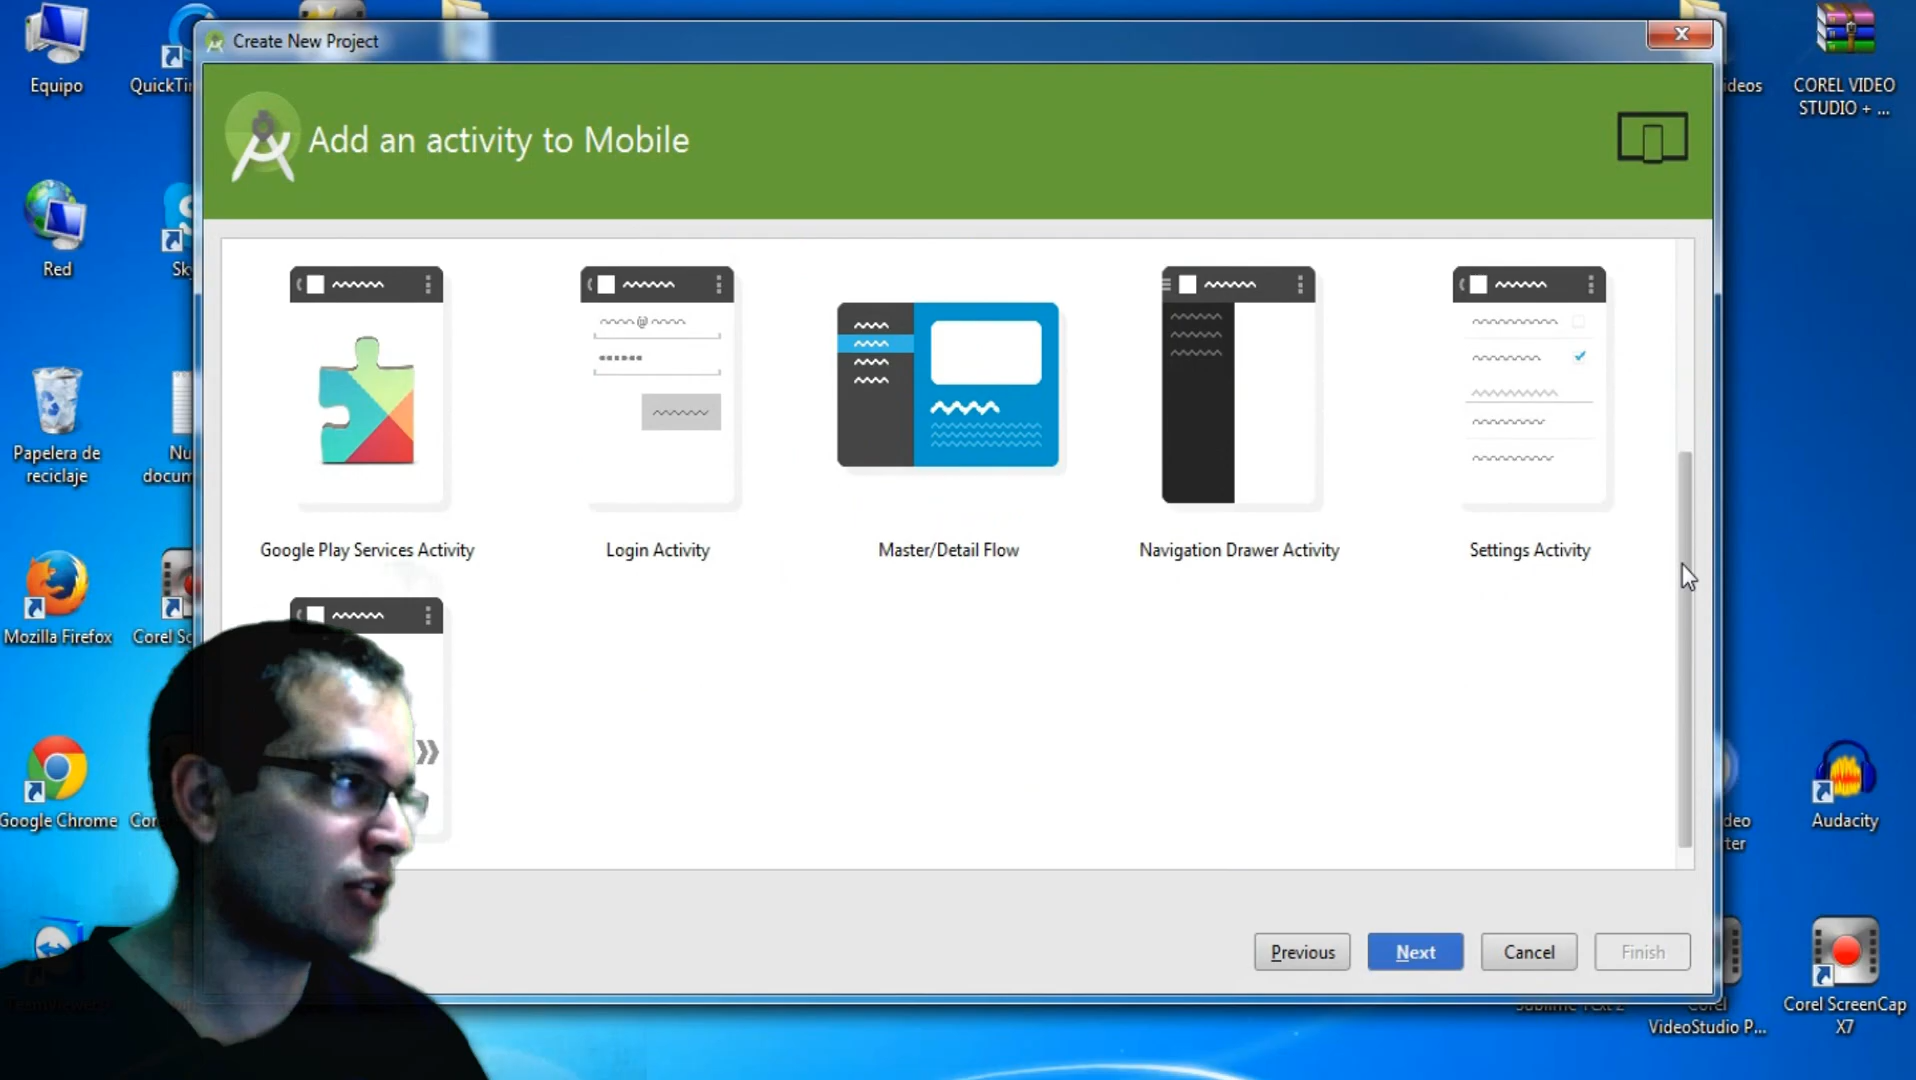 Create New Project
Add an activity to Mobile
Google Play Services Activity
Login Activity
Master/Detail Flow
Navigation Drawer Activity
Settings Activity
Previous
Next
Cancel
Finish
Equipo
Red
Papelera de
reciclaje
Mozilla Firefox
Google Chrome
COREL VIDEO
STUDIO + ...
Audacity
Corel
VideoStudio P...
Corel ScreenCap
X7